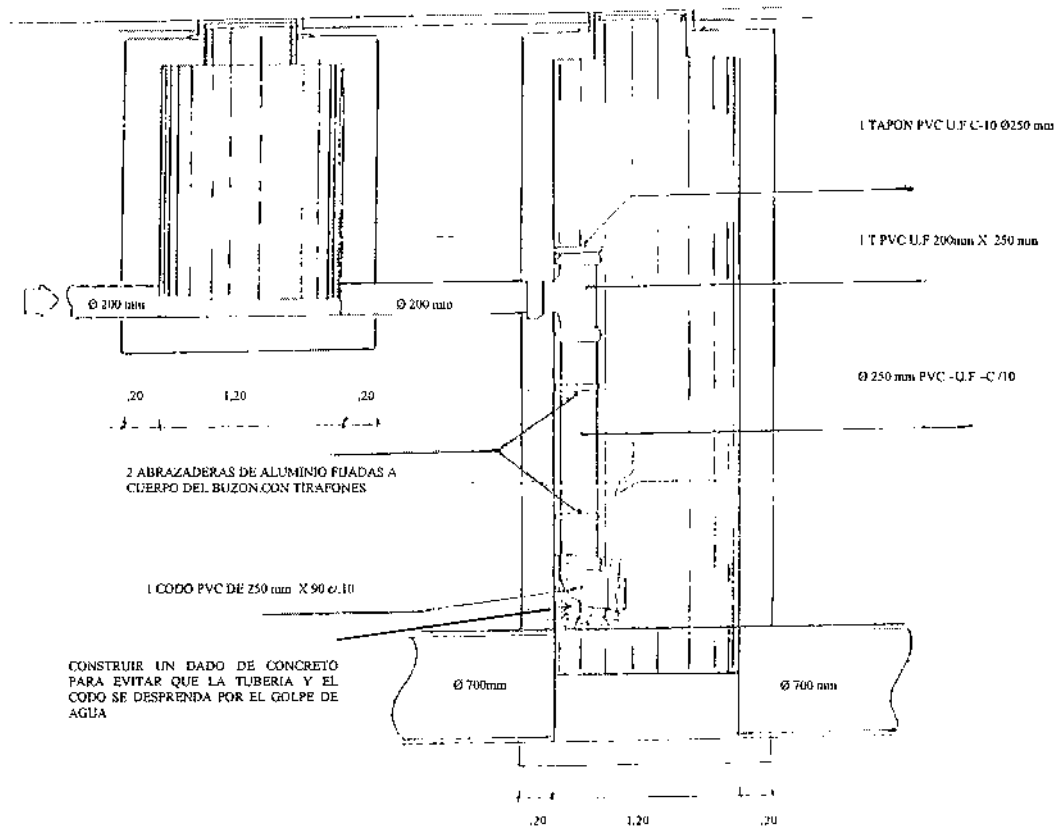 1 TAPON PVC U.F C-10 Ø250 mm
1 T PVC U.F 200mm X 250 mm
Ø 200 mm
Ø 200 mm
Ø 250 mm PVC -U.F -C/10
,20
1,20
,20
2 ABRAZADERAS DE ALUMINIO FIJADAS A
CUERPO DEL BUZON.CON TIRAFONES
1 CODO PVC DE 250 mm X 90 c/.10
CONSTRUIR UN DADO DE CONCRETO
PARA EVITAR QUE LA TUBERIA Y EL
CODO SE DESPRENDA POR EL GOLPE DE
AGUA
Ø 700mm
Ø 700 mm
,20
1,20
,20